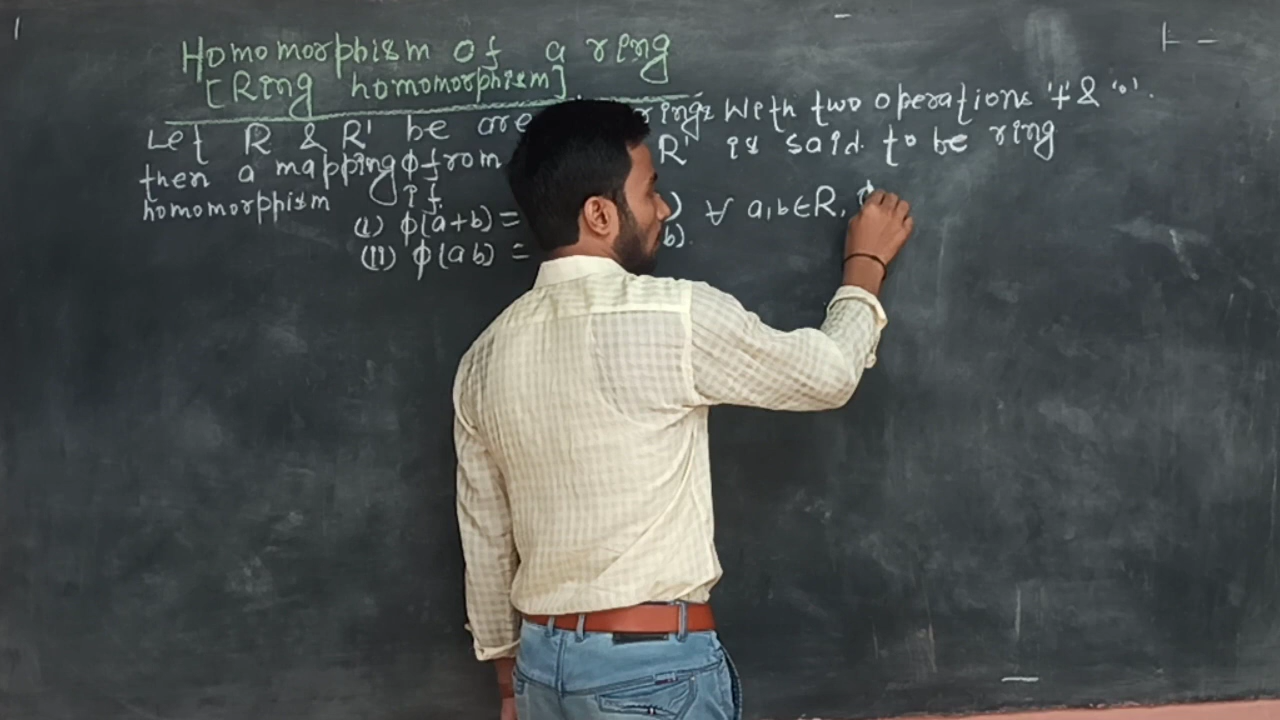 Homomorphism of a ring
[Ring homomorphism].
Let R & R' be are rings with two operations '+' & '•'.
then a mapping ϕ from R' is said to be ring
homomorphism if.
(i) ϕ(a+b) = ) ∀ a,b∈R, ϕ
(ii) ϕ(ab) = b).